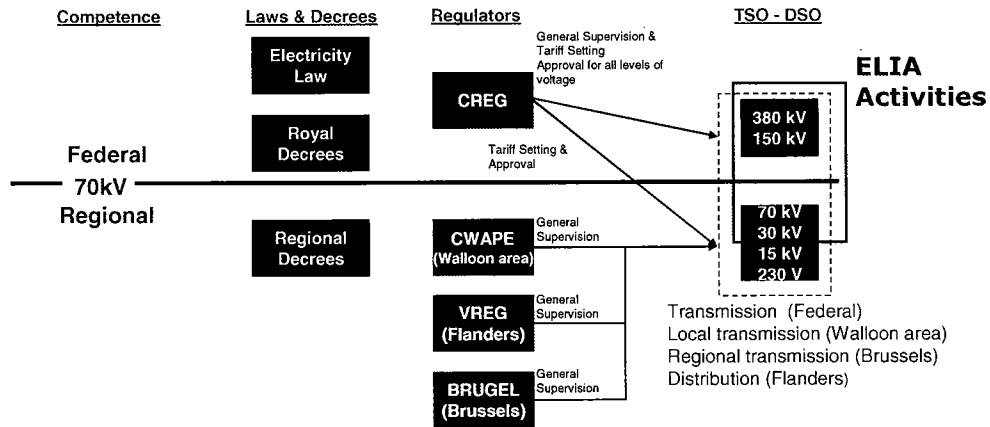 Competence
Laws & Decrees
Regulators
TSO - DSO
Electricity
Law
Royal
Decrees
Federal
70kV
Regional
Regional
Decrees
CREG
General Supervision &
Tariff Setting
Approval for all levels of
voltage
Tariff Setting &
Approval
CWAPE
(Walloon area)
General
Supervision
VREG
(Flanders)
General
Supervision
BRUGEL
(Brussels)
General
Supervision
ELIA
Activities
380 kV
150 kV
70 kV
30 kV
15 kV
230 V
Transmission (Federal)
Local transmission (Walloon area)
Regional transmission (Brussels)
Distribution (Flanders)